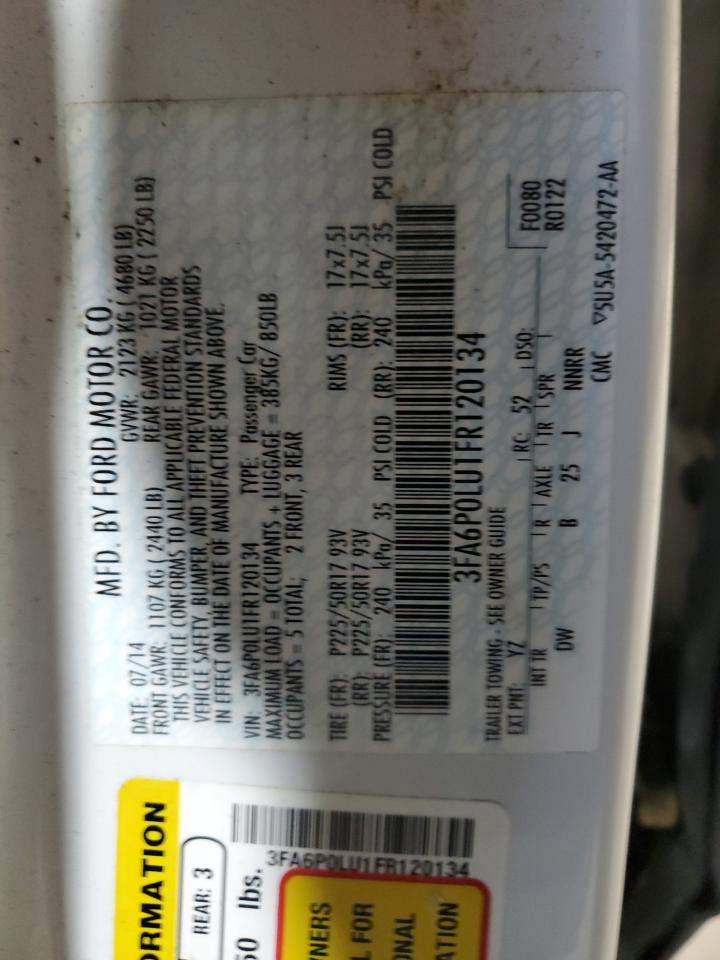 MFD. BY FORD MOTOR CO.
DATE: 07/14 GVWR: 2123 KG ( 4680 LB)
FRONT GAWR: 1107 KG ( 2440 LB) REAR GAWR: 1021 KG ( 2250 LB)
THIS VEHICLE CONFORMS TO ALL APPLICABLE FEDERAL MOTOR
VEHICLE SAFETY, BUMPER, AND THEFT PREVENTION STANDARDS
IN EFFECT ON THE DATE OF MANUFACTURE SHOWN ABOVE.
VIN: 3FA6P0LU1FR120134 TYPE: Passenger Car
MAXIMUM LOAD = OCCUPANTS + LUGGAGE = 385KG/ 850LB
OCCUPANTS = 5 TOTAL; 2 FRONT, 3 REAR
TIRE (FR): P225/50R17 93V RIMS (FR): 17x7.5J
(RR): P225/50R17 93V (RR): 17x7.5J
PRESSURE (FR): 240 kPa/ 35 PSI COLD (RR): 240 kPa/ 35 PSI COLD
3FA6P0LU1FR120134
TRAILER TOWING - SEE OWNER GUIDE
EXT PNT: YZ RC: 52 DSO: F0080
R0122
INT TR TP/PS R AXLE TR SPR
DW B 25 J NNRR
CMC ▽5U5A-5420472-AA
ORMATION
REAR: 3
50 lbs.
3FA6P0LU1FR120134
NERS
L FOR
ONAL
ATION